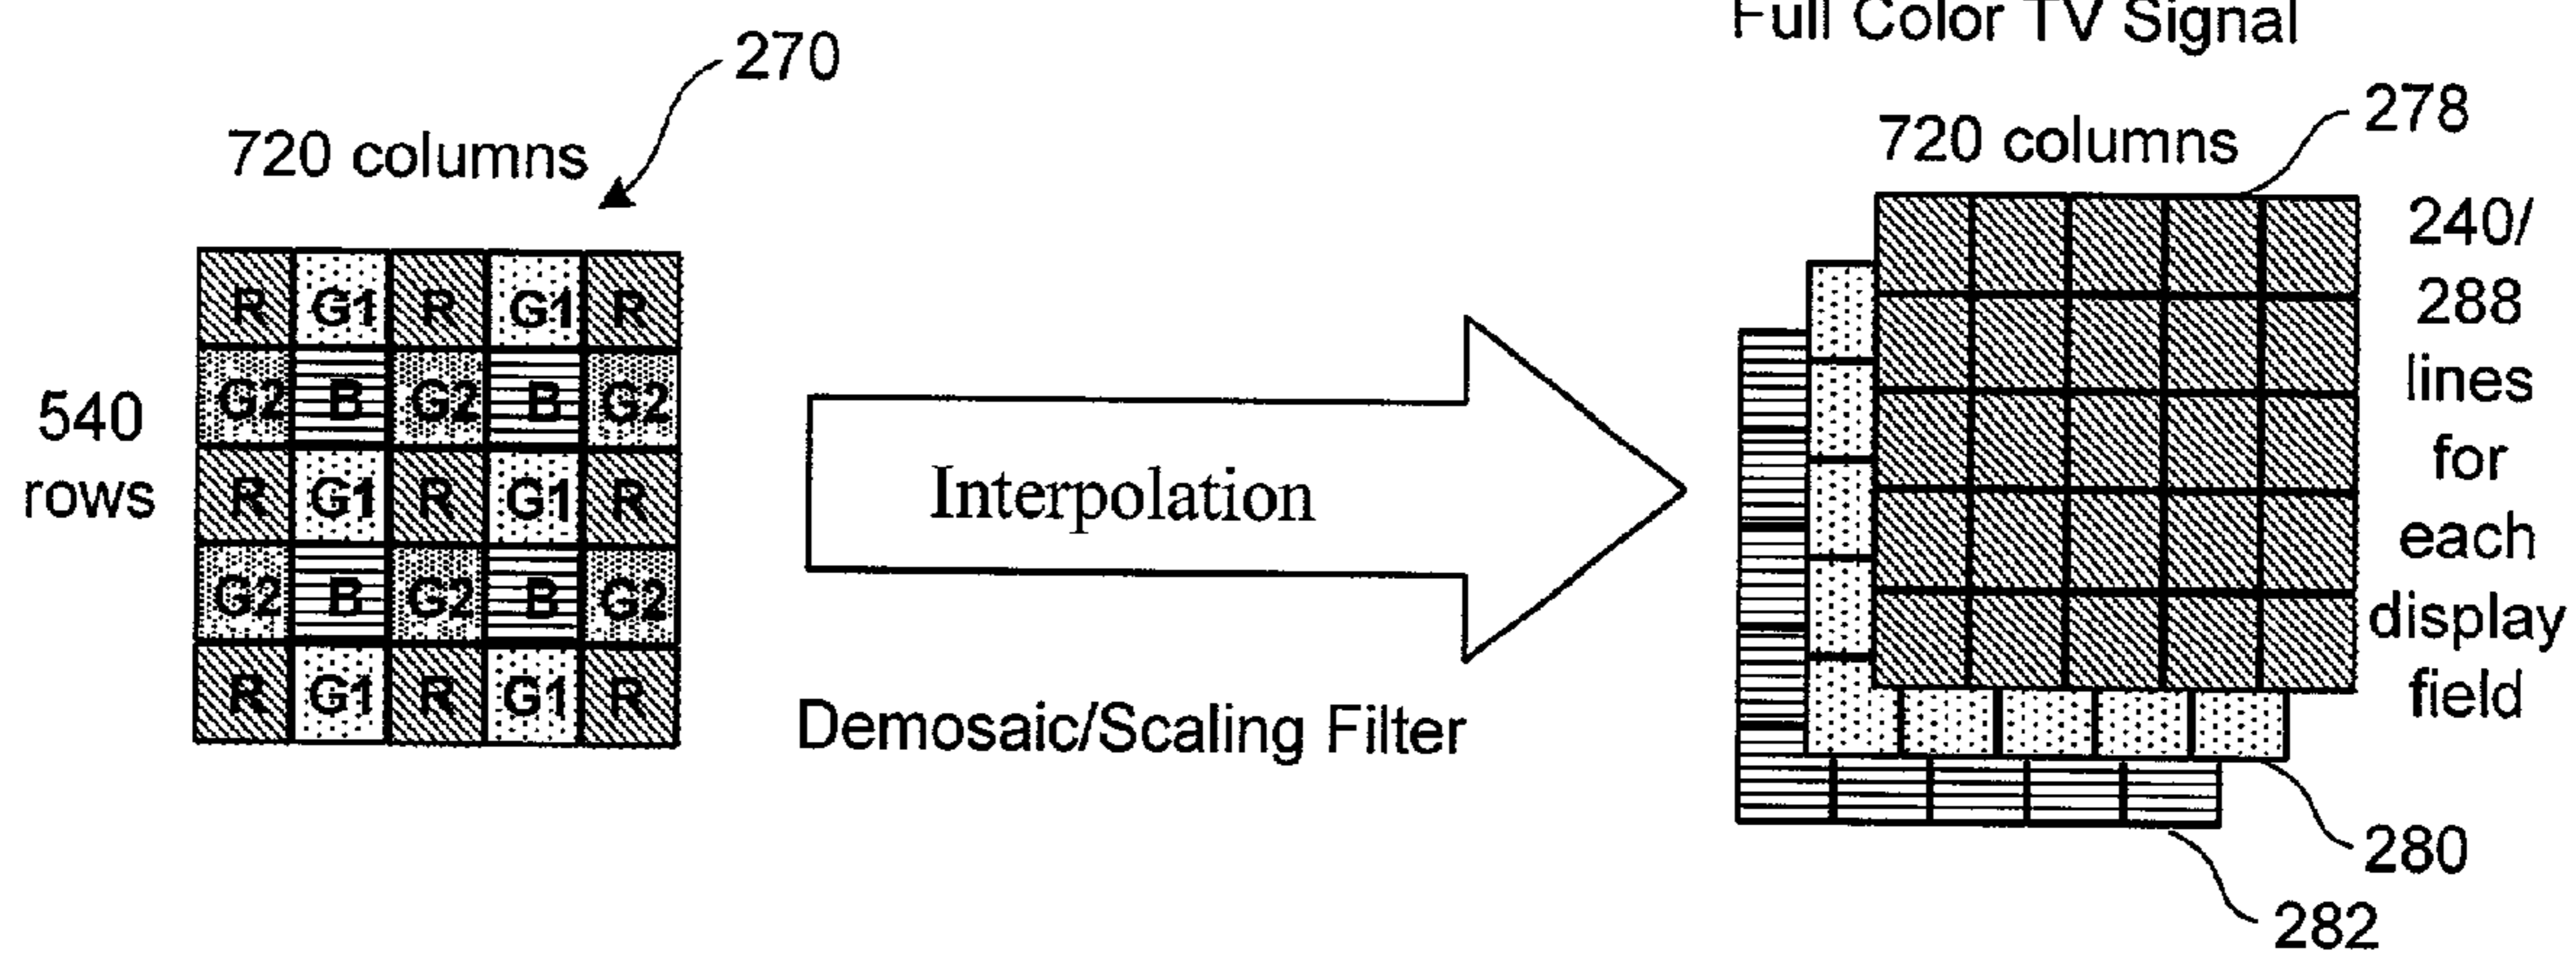 Full Color TV Signal
270
278
720 columns
720 columns
540
rows
R G1 R G1 R
G2 B G2 B G2
R G1 R G1 R
G2 B G2 B G2
R G1 R G1 R
Interpolation
Demosaic/Scaling Filter
240/
288
lines
for
each
display
field
280
282